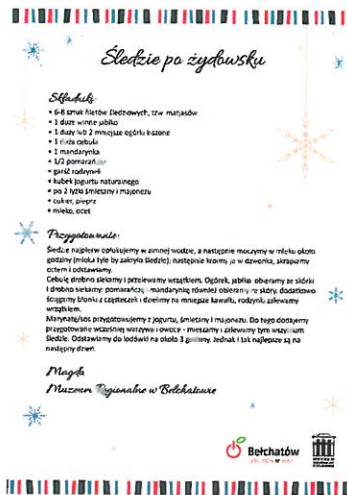 Śledzie po żydowsku
Składniki:
• 6-8 sztuk filetów śledziowych, tzw. matjasów
• 1 duże winne jabłko
• 1 duży lub 2 mniejsze ogórki kiszone
• 1 duża cebula
• 1 mandarynka
• 1/2 pomarańczy
• garść rodzynek
• kubek jogurtu naturalnego
• po 2 łyżki śmietany i majonezu
• cukier, pieprz
• mleko, ocet
Przygotowanie:
Śledzie najpierw opłukujemy w zimnej wodzie, a następnie moczymy w mleku około
godziny (mleka tyle by zakryło śledzie); następnie kroimy je w dzwonka, skrapiamy
octem i odstawiamy.
Cebulę drobno siekamy i przelewamy wrzątkiem. Ogórek, jabłko obieramy ze skórki
i drobno siekamy; pomarańczę i mandarynkę również obieramy ze skóry, dodatkowo
ściągamy błonki z cząsteczek i dzielimy na mniejsze kawałki, rodzynki zalewamy
wrzątkiem.
Marynatę/sos przygotowujemy z jogurtu, śmietany i majonezu. Do tego dodajemy
przygotowane wcześniej warzywa i owoce - mieszamy i zalewamy tym wszystkim
śledzie. Odstawiamy do lodówki na około 3 godziny. Jednak i tak najlepsze są na
następny dzień.
Magda
Muzeum Regionalne w Bełchatowie
Bełchatów